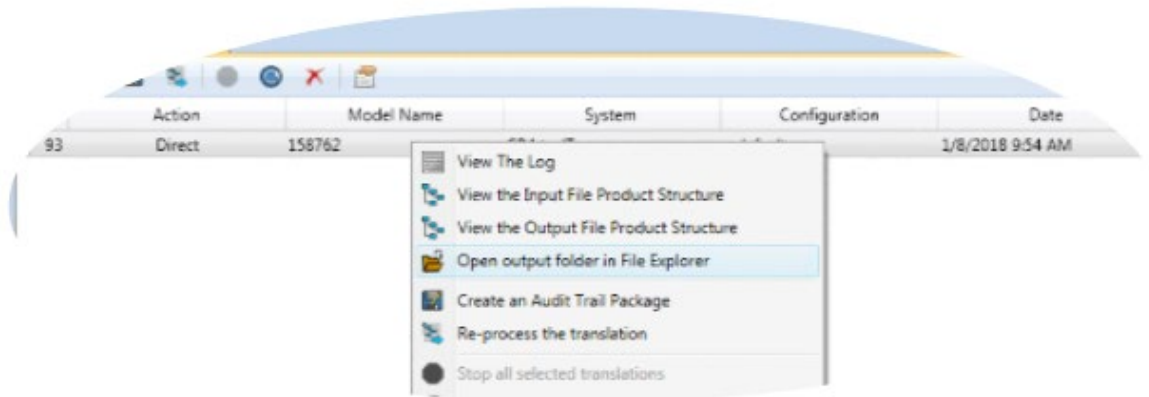 Action Model Name System Configuration Date
93 Direct 158762 1/8/2018 9:54 AM
View The Log
View the Input File Product Structure
View the Output File Product Structure
Open output folder in File Explorer
Create an Audit Trail Package
Re-process the translation
Stop all selected translations